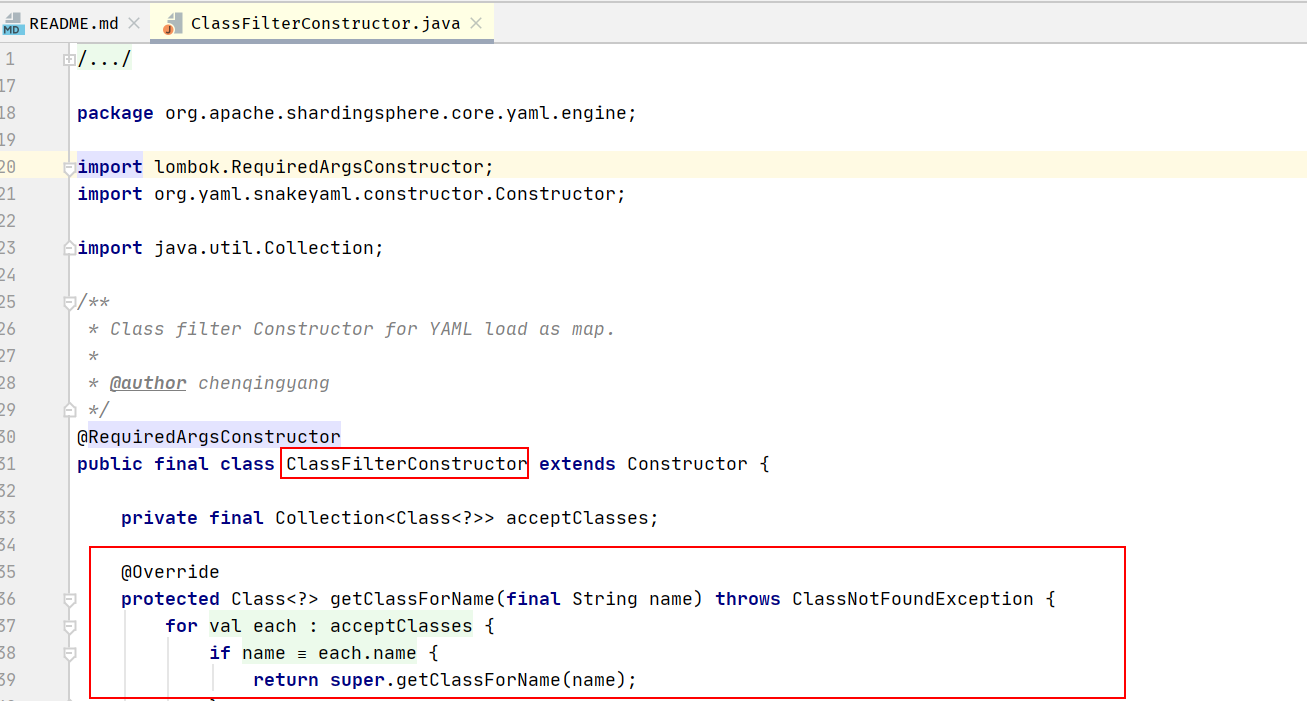 MD README.md ClassFilterConstructor.java
1 /.../
17
18 package org.apache.shardingsphere.core.yaml.engine;
19
20 import lombok.RequiredArgsConstructor;
21 import org.yaml.snakeyaml.constructor.Constructor;
22
23 import java.util.Collection;
24
25 /**
26 * Class filter Constructor for YAML load as map.
27 *
28 * @author chenqingyang
29 */
30 @RequiredArgsConstructor
31 public final class ClassFilterConstructor extends Constructor {
32
33 private final Collection<Class<?>> acceptClasses;
34
35 @Override
36 protected Class<?> getClassForName(final String name) throws ClassNotFoundException {
37 for val each : acceptClasses {
38 if name ≡ each.name {
39 return super.getClassForName(name);